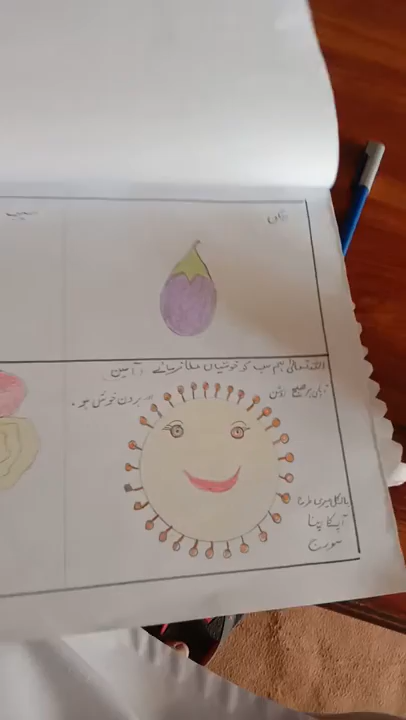 بینگن
سیب
اللہ تعالیٰ ہم سب کو خوشیاں عطا فرمائے (آمین)
ہر دن خوشی ہو۔
بالکل میری طرح
آپکا اپنا
سورج